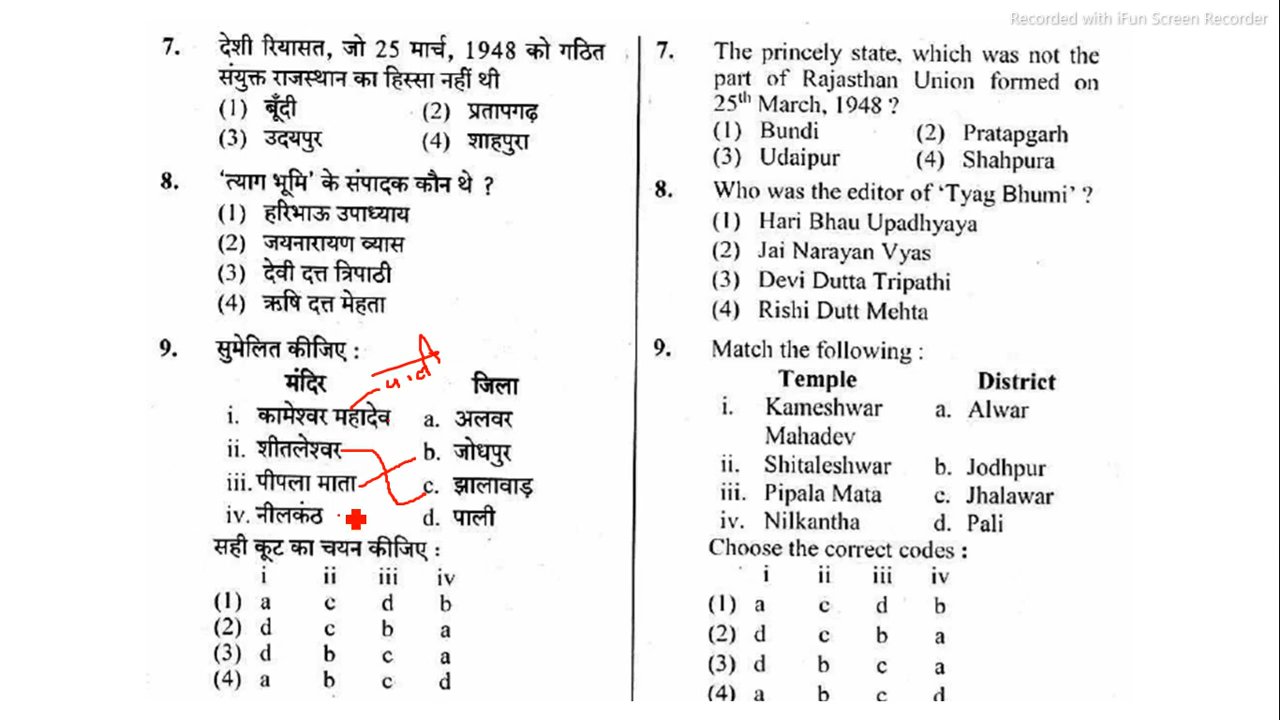 Recorded with iFun Screen Recorder
7. देशी रियासत, जो 25 मार्च, 1948 को गठित
संयुक्त राजस्थान का हिस्सा नहीं थी
(1) बूँदी (2) प्रतापगढ़
(3) उदयपुर (4) शाहपुरा
8. ‘त्याग भूमि’ के संपादक कौन थे ?
(1) हरिभाऊ उपाध्याय
(2) जयनारायण व्यास
(3) देवी दत्त त्रिपाठी
(4) ऋषि दत्त मेहता
9. सुमेलित कीजिए :
मंदिर जिला
i. कामेश्वर महादेव a. अलवर
ii. शीतलेश्वर b. जोधपुर
iii. पीपला माता c. झालावाड़
iv. नीलकंठ d. पाली
सही कूट का चयन कीजिए :
i ii iii iv
(1) a c d b
(2) d c b a
(3) d b c a
(4) a b c d
7. The princely state, which was not the
part of Rajasthan Union formed on
25th March, 1948 ?
(1) Bundi (2) Pratapgarh
(3) Udaipur (4) Shahpura
8. Who was the editor of ‘Tyag Bhumi’ ?
(1) Hari Bhau Upadhyaya
(2) Jai Narayan Vyas
(3) Devi Dutta Tripathi
(4) Rishi Dutt Mehta
9. Match the following :
Temple District
i. Kameshwar a. Alwar
Mahadev
ii. Shitaleshwar b. Jodhpur
iii. Pipala Mata c. Jhalawar
iv. Nilkantha d. Pali
Choose the correct codes :
i ii iii iv
(1) a c d b
(2) d c b a
(3) d b c a
(4) a b c d